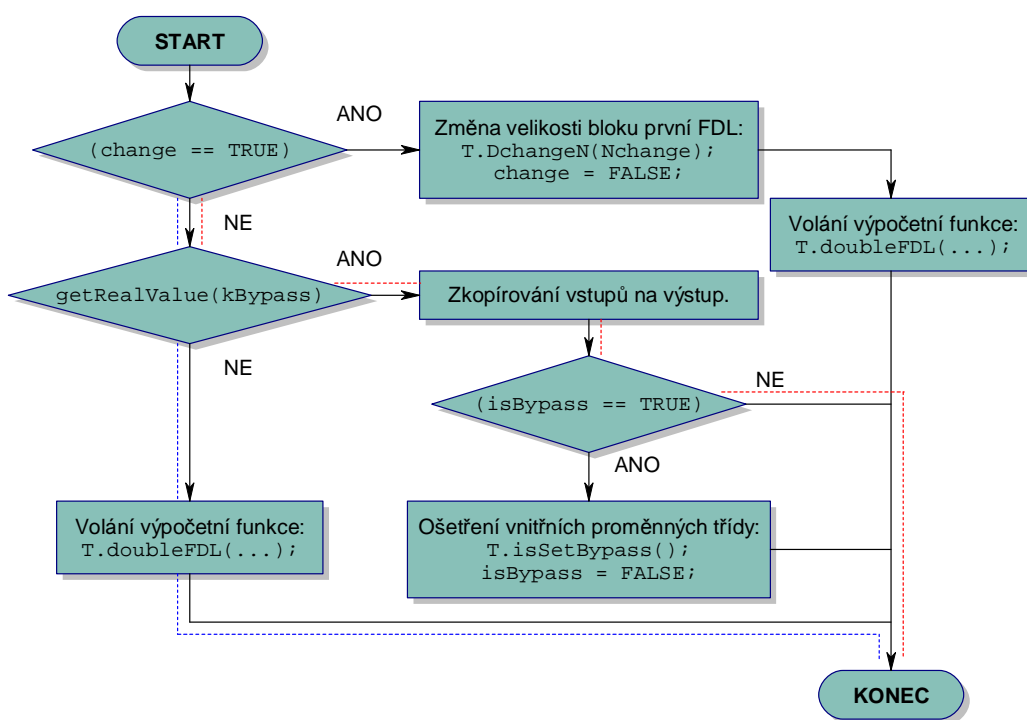 START
ANO
(change == TRUE)
Změna velikosti bloku první FDL:
T.DchangeN(Nchange);
change = FALSE;
NE
Volání výpočetní funkce:
T.doubleFDL(...);
ANO
getRealValue(kBypass)
Zkopírování vstupů na výstup.
NE
NE
(isBypass == TRUE)
ANO
Volání výpočetní funkce:
T.doubleFDL(...);
Ošetření vnitřních proměnných třídy:
T.isSetBypass();
isBypass = FALSE;
KONEC